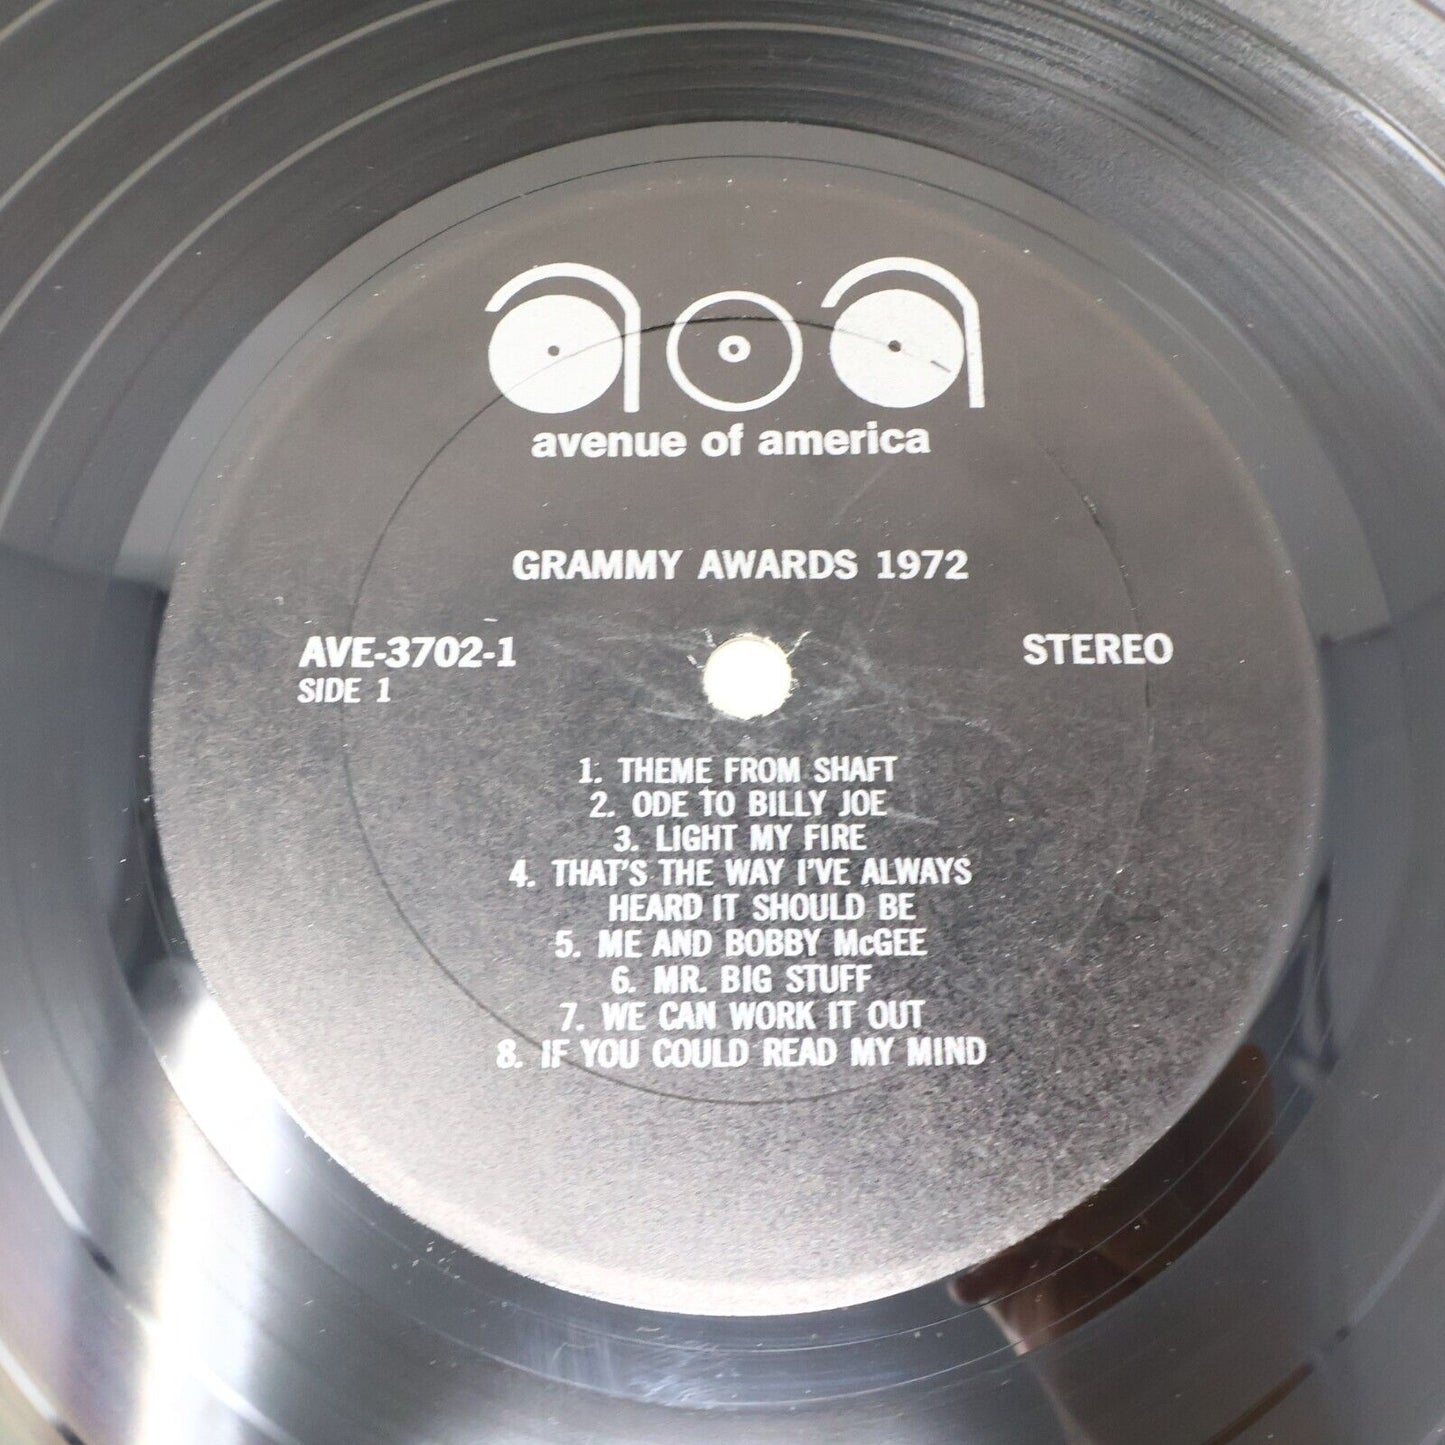 aoa
avenue of america
GRAMMY AWARDS 1972
AVE-3702-1
STEREO
SIDE 1
1. THEME FROM SHAFT
2. ODE TO BILLY JOE
3. LIGHT MY FIRE
4. THAT'S THE WAY I'VE ALWAYS
HEARD IT SHOULD BE
5. ME AND BOBBY McGEE
6. MR. BIG STUFF
7. WE CAN WORK IT OUT
8. IF YOU COULD READ MY MIND